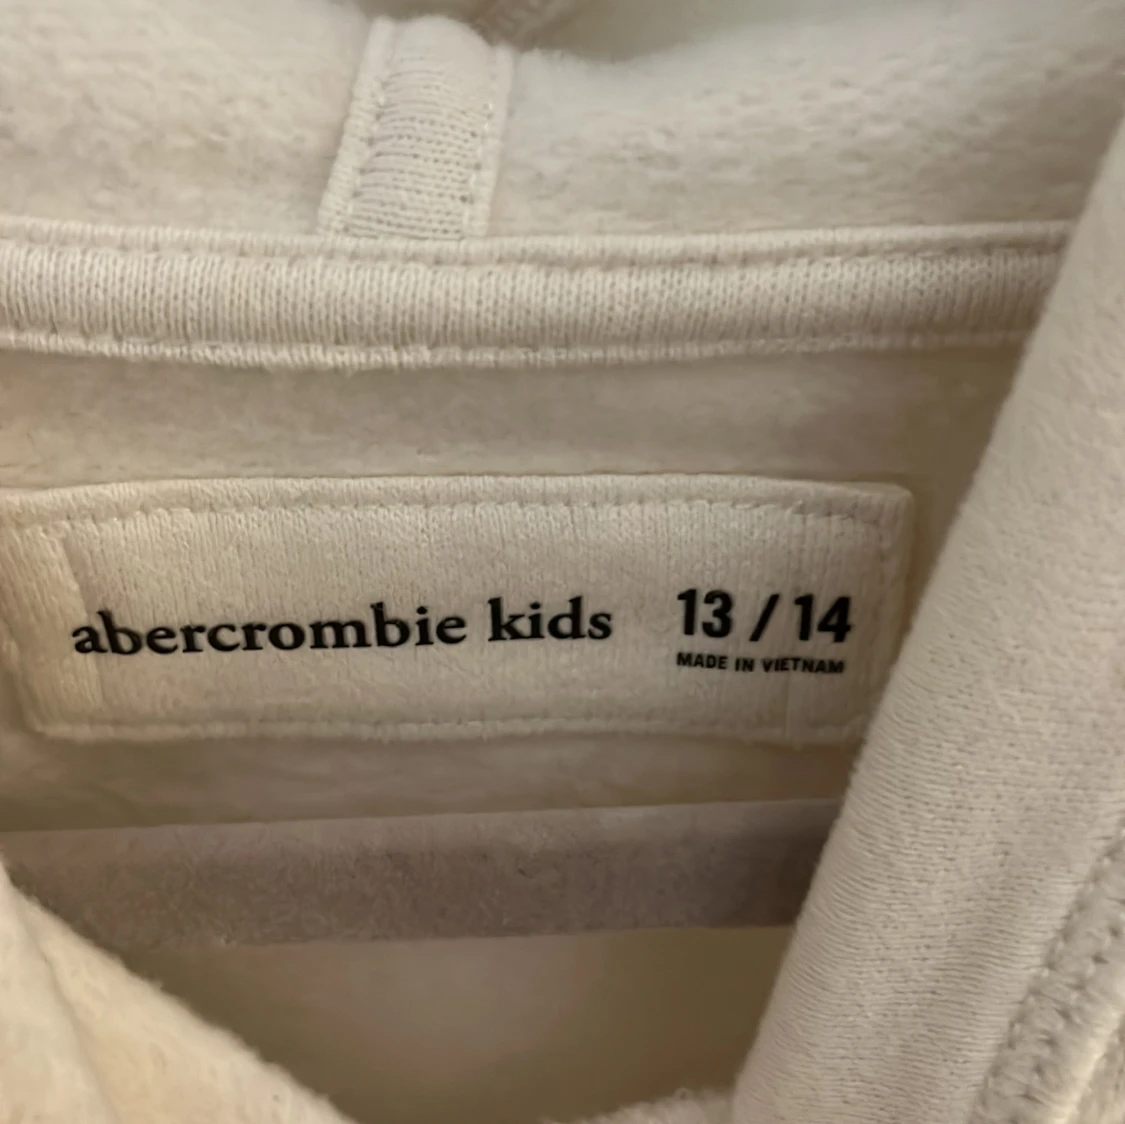 abercrombie kids 13 / 14
MADE IN VIETNAM